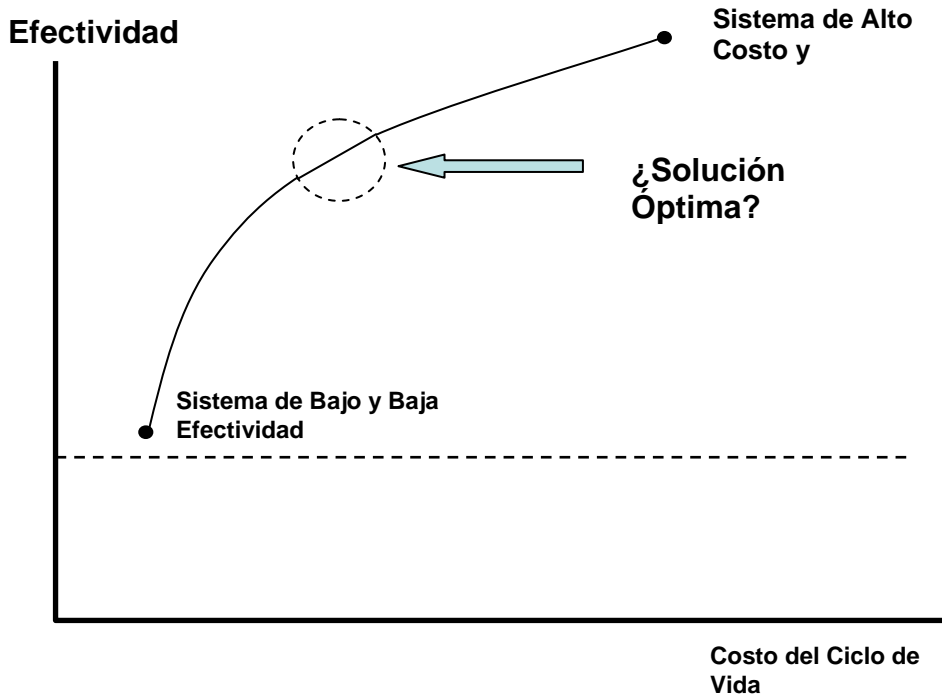 Efectividad
Sistema de Alto
Costo y
¿Solución
Óptima?
Sistema de Bajo y Baja
Efectividad
Costo del Ciclo de
Vida